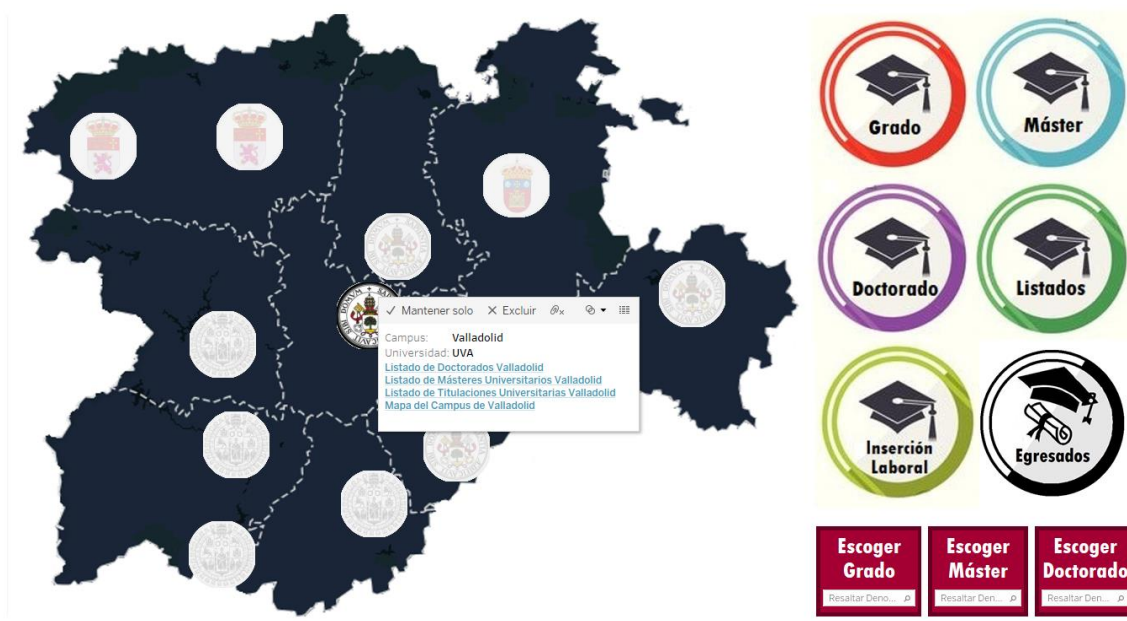 Mantener solo
Excluir
Campus: Valladolid
Universidad: UVA
Listado de Doctorados Valladolid
Listado de Másteres Universitarios Valladolid
Listado de Titulaciones Universitarias Valladolid
Mapa del Campus de Valladolid
Grado
Máster
Doctorado
Listados
Inserción
Laboral
Egresados
Escoger
Grado
Resaltar Deno...
Escoger
Máster
Resaltar Den...
Escoger
Doctorado
Resaltar Den...